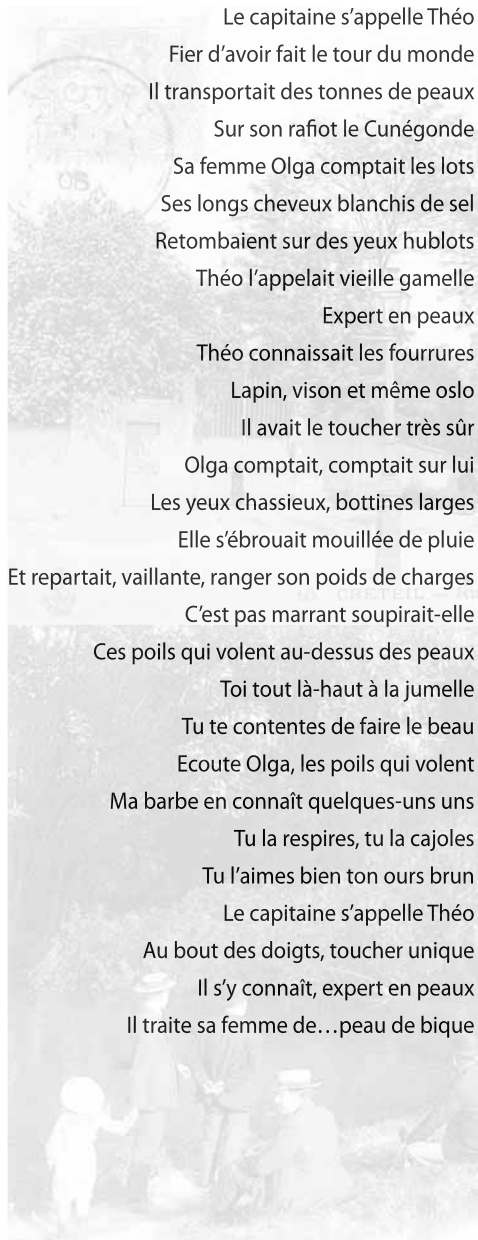 Le capitaine s’appelle Théo
Fier d’avoir fait le tour du monde
Il transportait des tonnes de peaux
Sur son rafiot le Cunégonde
Sa femme Olga comptait les lots
Ses longs cheveux blanchis de sel
Retombaient sur des yeux hublots
Théo l’appelait vieille gamelle
Expert en peaux
Théo connaissait les fourrures
Lapin, vison et même oslo
Il avait le toucher très sûr
Olga comptait, comptait sur lui
Les yeux chassieux, bottines larges
Elle s’ébrouait mouillée de pluie
Et repartait, vaillante, ranger son poids de charges
CRETEIL
C’est pas marrant soupirait-elle
Ces poils qui volent au-dessus des peaux
Toi tout là-haut à la jumelle
Tu te contentes de faire le beau
Ecoute Olga, les poils qui volent
Ma barbe en connaît quelques-uns uns
Tu la respires, tu la cajoles
Tu l’aimes bien ton ours brun
Le capitaine s’appelle Théo
Au bout des doigts, toucher unique
Il s’y connaît, expert en peaux
Il traite sa femme de…peau de bique